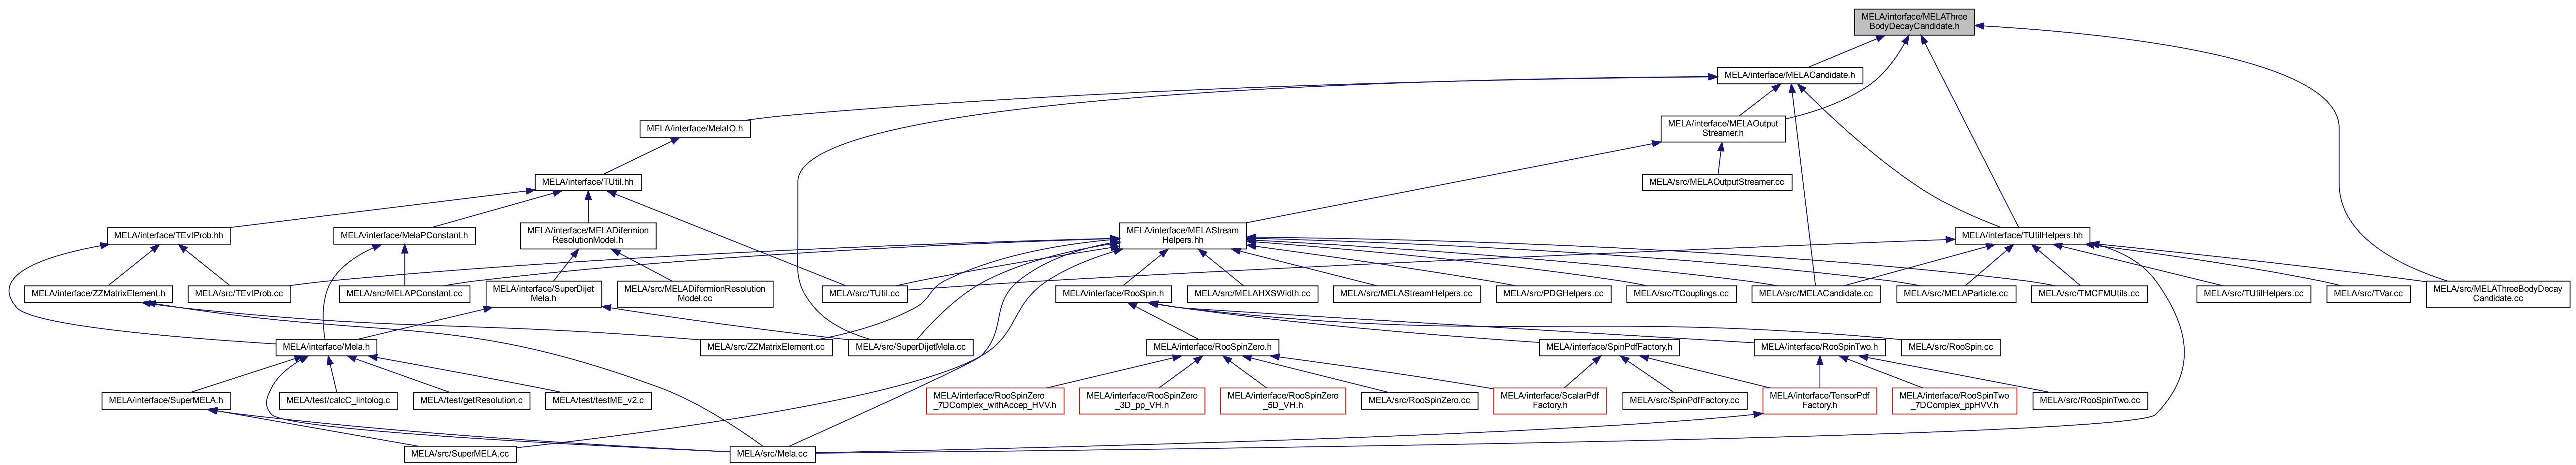 MELA/interface/MELAThree
BodyDecayCandidate.h
MELA/interface/MELACandidate.h
MELA/interface/MelaIO.h
MELA/interface/MELAOutput
Streamer.h
MELA/interface/TUtil.hh
MELA/src/MELAOutputStreamer.cc
MELA/interface/TEvtProb.hh
MELA/interface/MelaPConstant.h
MELA/interface/MELADifermion
ResolutionModel.h
MELA/interface/MELAStream
Helpers.hh
MELA/interface/TUtilHelpers.hh
MELA/interface/ZZMatrixElement.h
MELA/src/TEvtProb.cc
MELA/src/MELAPConstant.cc
MELA/interface/SuperDijet
Mela.h
MELA/src/MELADifermionResolution
Model.cc
MELA/src/TUtil.cc
MELA/interface/RooSpin.h
MELA/src/MELAHXSWidth.cc
MELA/src/MELAStreamHelpers.cc
MELA/src/PDGHelpers.cc
MELA/src/TCouplings.cc
MELA/src/MELACandidate.cc
MELA/src/MELAParticle.cc
MELA/src/TMCFMUtils.cc
MELA/src/TUtilHelpers.cc
MELA/src/TVar.cc
MELA/src/MELAThreeBodyDecay
Candidate.cc
MELA/interface/Mela.h
MELA/src/ZZMatrixElement.cc
MELA/src/SuperDijetMela.cc
MELA/interface/RooSpinZero.h
MELA/interface/SpinPdfFactory.h
MELA/interface/RooSpinTwo.h
MELA/src/RooSpin.cc
MELA/interface/SuperMELA.h
MELA/test/calcC_lintolog.c
MELA/test/getResolution.c
MELA/test/testME_v2.c
MELA/interface/RooSpinZero
_7DComplex_withAccep_HVV.h
MELA/interface/RooSpinZero
_3D_pp_VH.h
MELA/interface/RooSpinZero
_5D_VH.h
MELA/src/RooSpinZero.cc
MELA/interface/ScalarPdf
Factory.h
MELA/src/SpinPdfFactory.cc
MELA/interface/TensorPdf
Factory.h
MELA/interface/RooSpinTwo
_7DComplex_ppHVV.h
MELA/src/RooSpinTwo.cc
MELA/src/SuperMELA.cc
MELA/src/Mela.cc